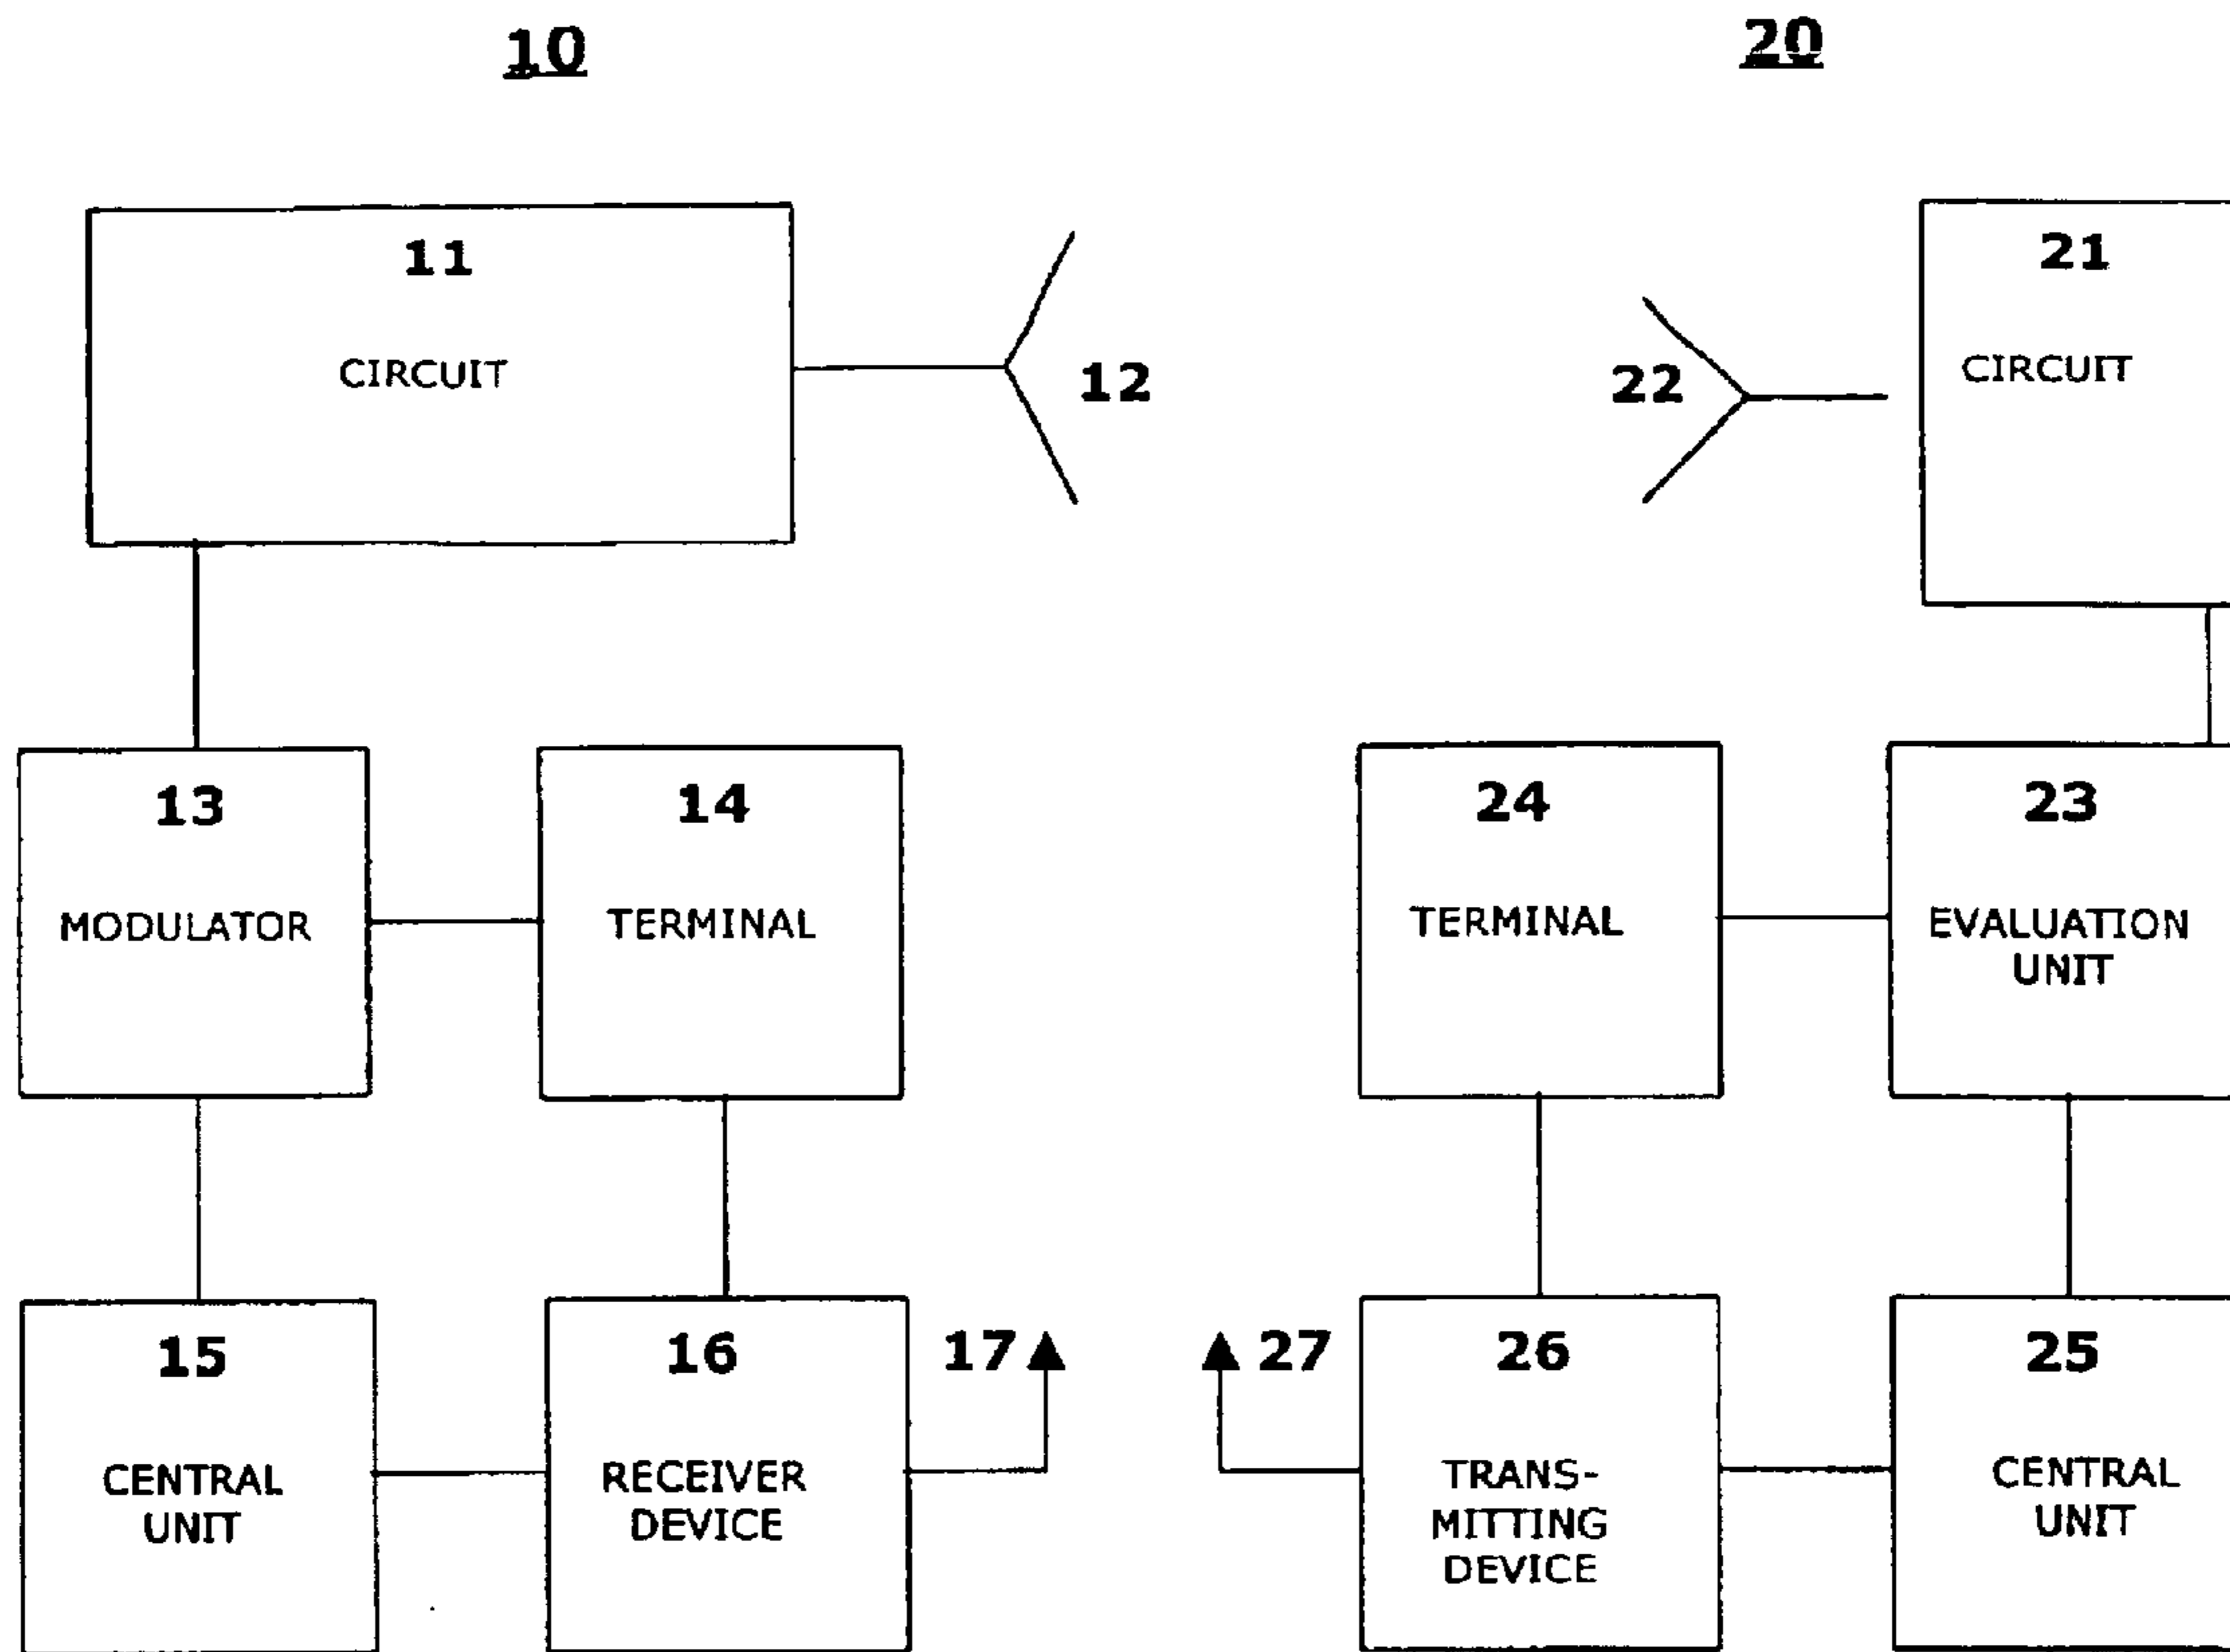 10
20
11
CIRCUIT
12
22
21
CIRCUIT
13
MODULATOR
14
TERMINAL
24
TERMINAL
23
EVALUATION
UNIT
15
CENTRAL
UNIT
16
RECEIVER
DEVICE
17
27
26
TRANS-
MITTING
DEVICE
25
CENTRAL
UNIT